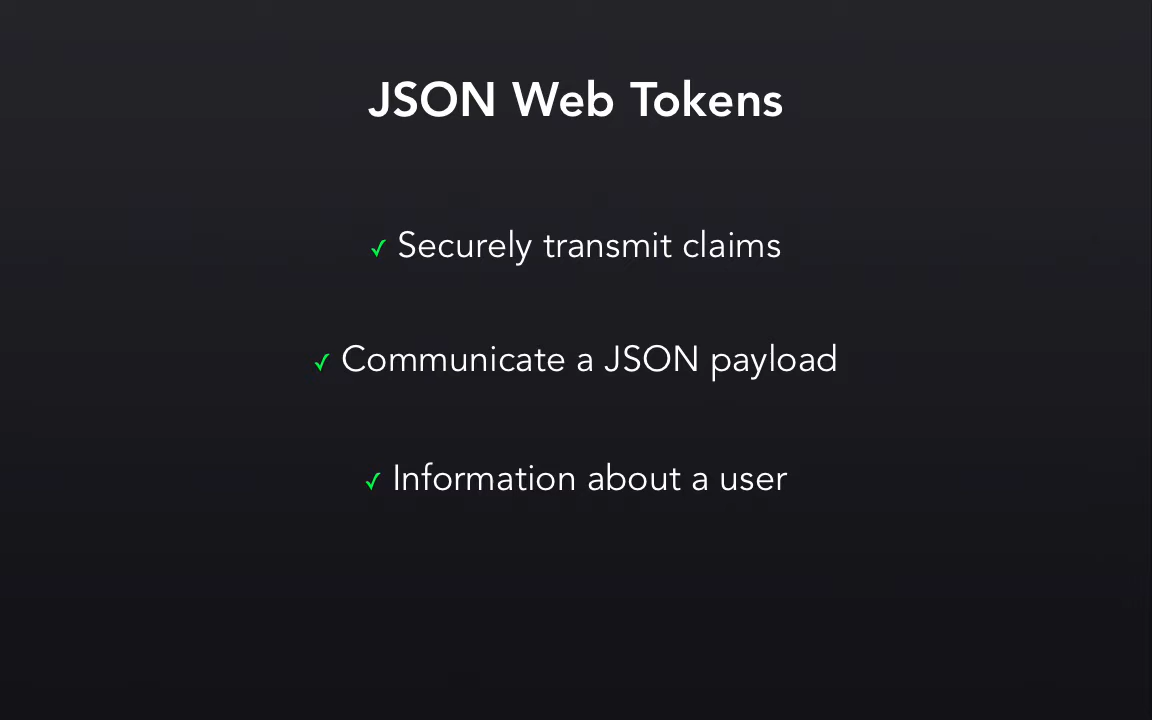 JSON Web Tokens
✓ Securely transmit claims
✓ Communicate a JSON payload
✓ Information about a user